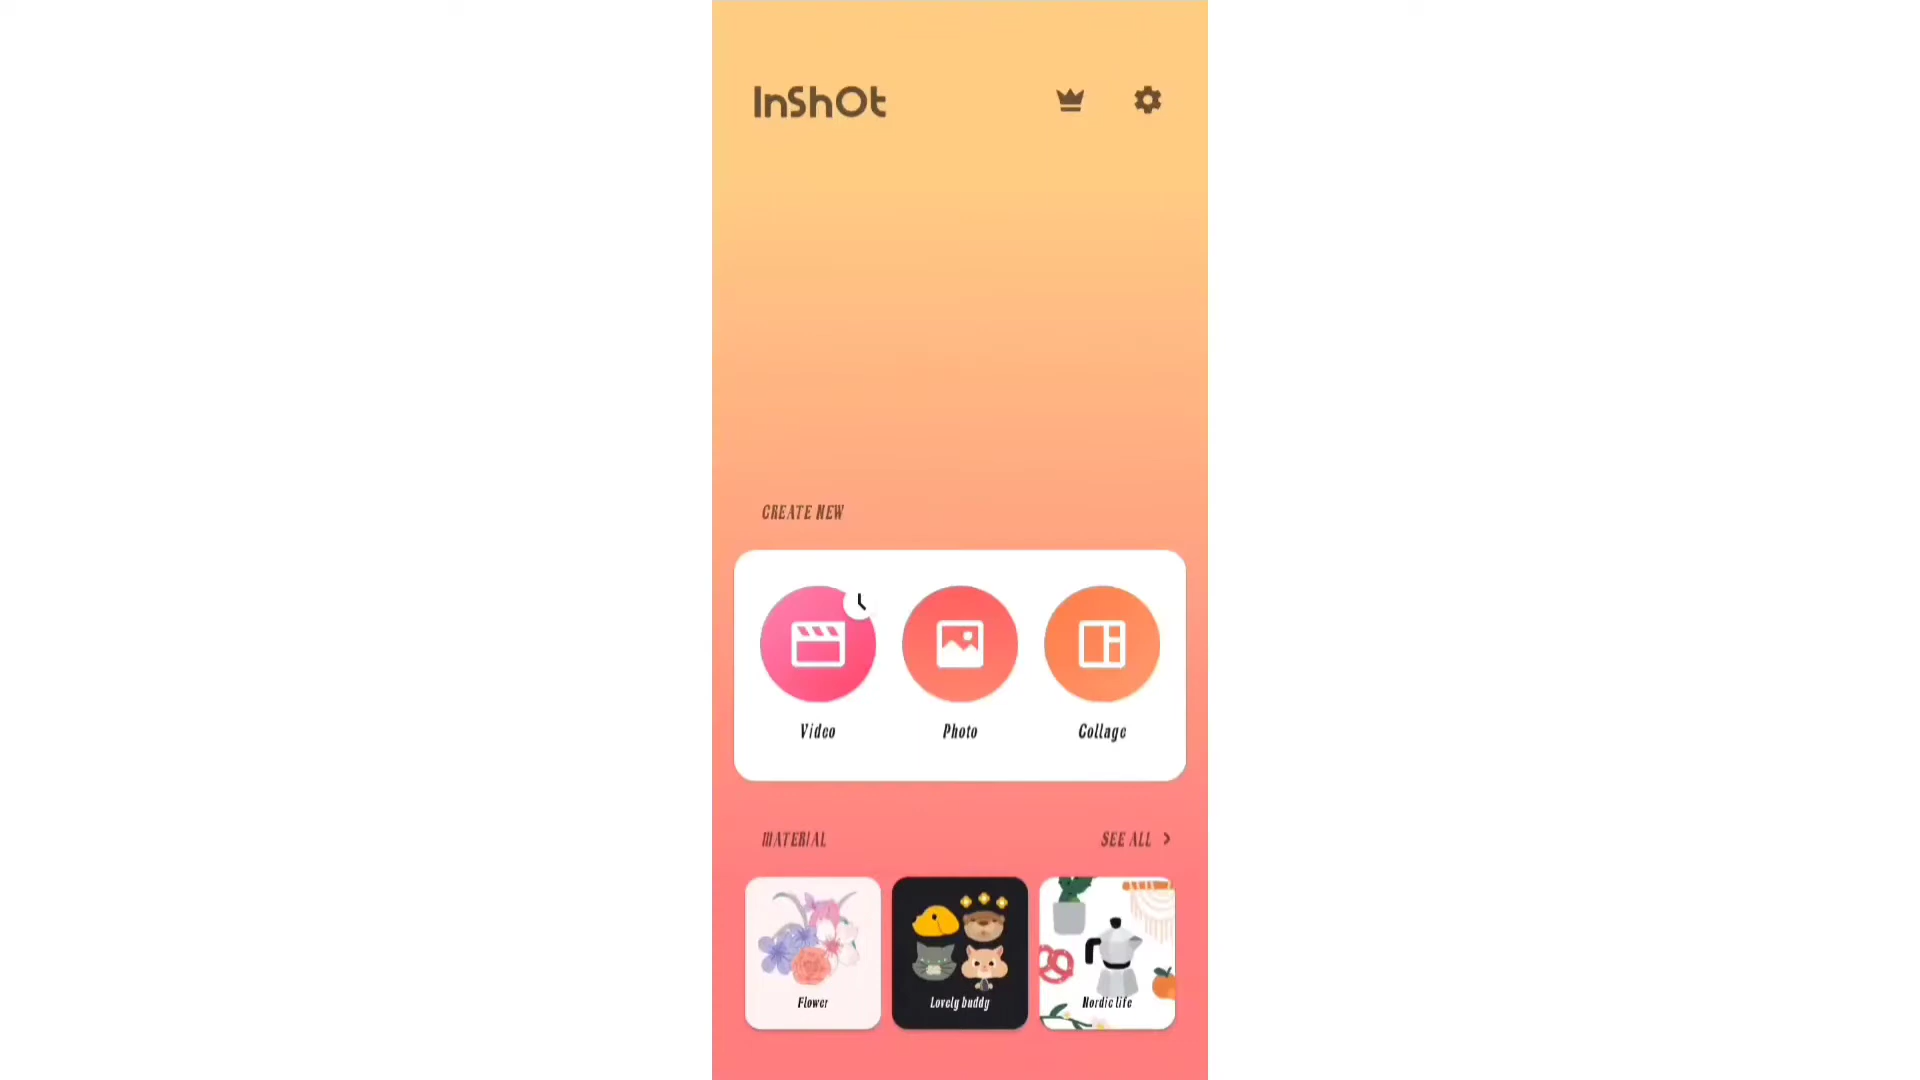 InShOt
CREATE NEW
Video
Photo
Collage
MATERIAL
SEE ALL >
Flower
Lovely buddy
Nordic life